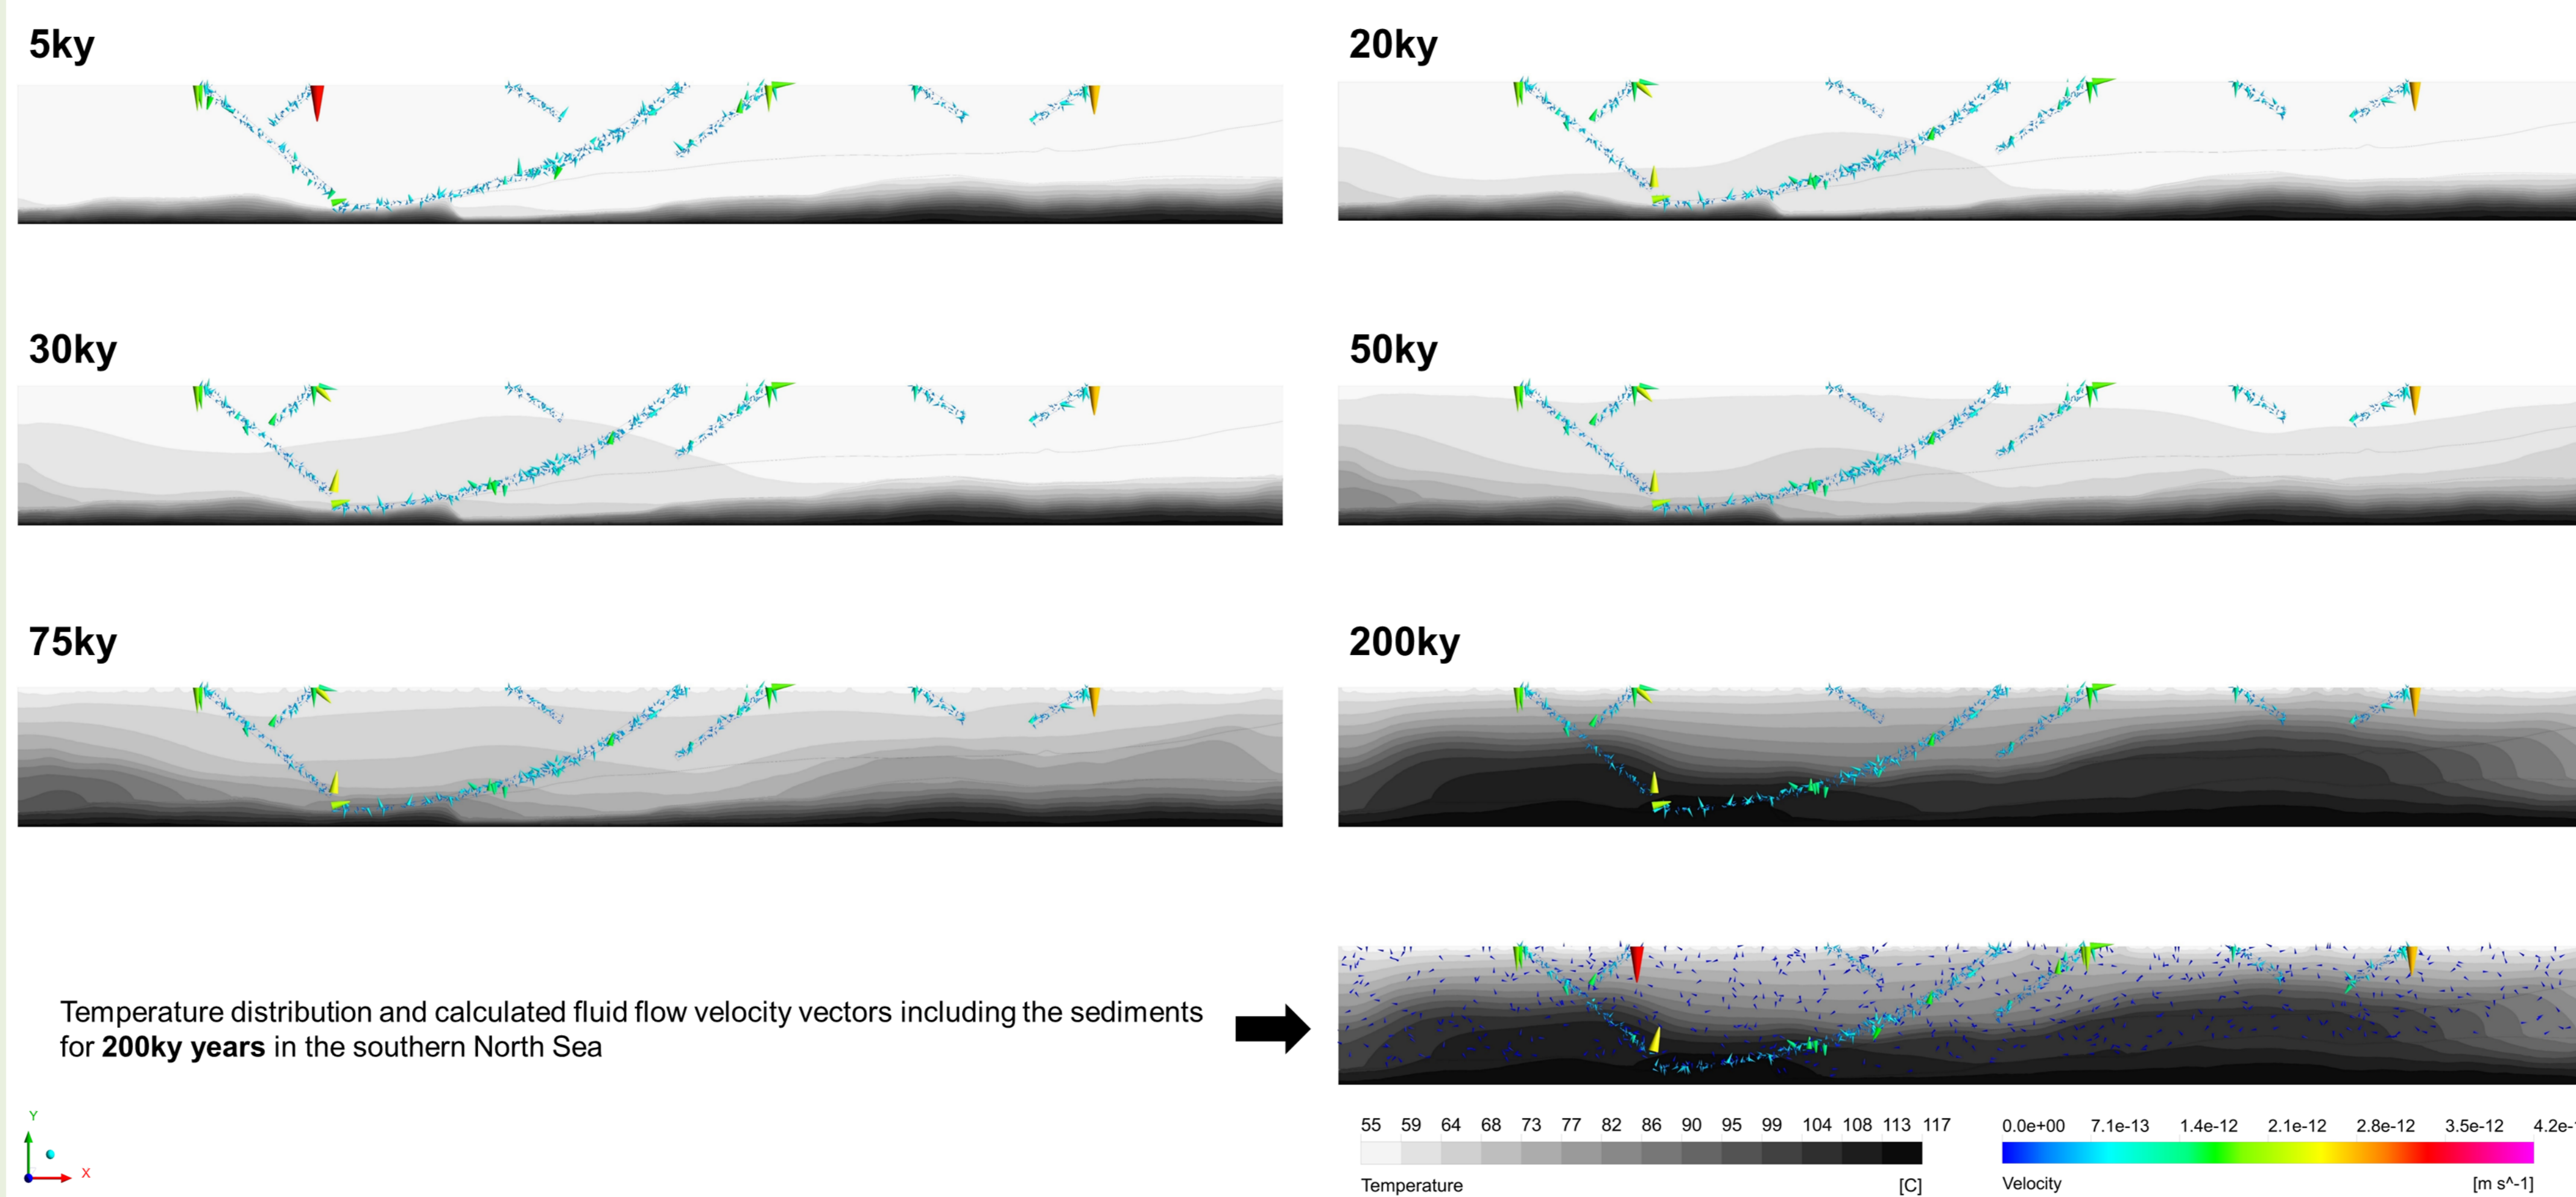 5ky
20ky
30ky
50ky
75ky
200ky
Temperature distribution and calculated fluid flow velocity vectors including the sediments
for 200ky years in the southern North Sea
Y
X
55 59 64 68 73 77 82 86 90 95 99 104 108 113 117
Temperature [C]
0.0e+00 7.1e-13 1.4e-12 2.1e-12 2.8e-12 3.5e-12
Velocity [m s^-1]